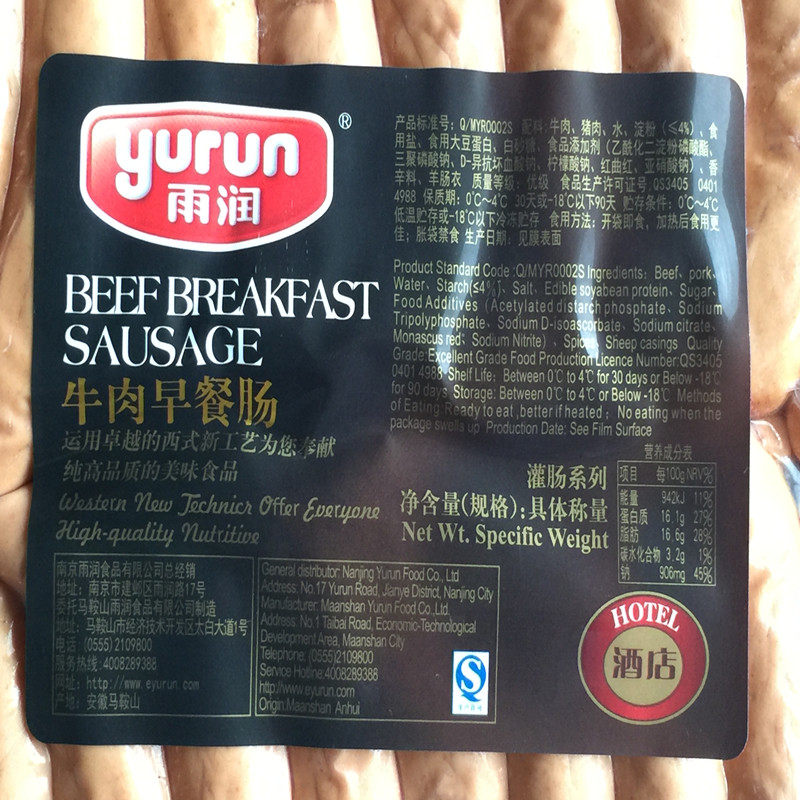 yurun
雨润
®
BEEF BREAKFAST
SAUSAGE
牛肉早餐肠
运用卓越的西式新工艺为您奉献
纯高品质的美味食品
Western New Technicr Offer Everyone
High-quality Nutritive
产品标准号：Q/MYR0002S 配料：牛肉、猪肉、水、淀粉（≤4%）、食
用盐、食用大豆蛋白、白砂糖、食品添加剂（乙酰化二淀粉磷酸酯、
三聚磷酸钠、D-异抗坏血酸钠、柠檬酸钠、红曲红、亚硝酸钠）、香
辛料、羊肠衣 质量等级：优级 食品生产许可证号 QS3405 0401
4988 保质期：0℃~4℃ 30天或-18℃以下90天 贮存条件：0℃~4℃
低温贮存或-18℃以下冷冻贮存 食用方法：开袋即食，加热后食用更
佳；胀袋禁食 生产日期：见膜表面
Product Standard Code:Q/MYR0002S Ingredients: Beef、pork、
Water、Starch(≤4%)、Salt、Edible soyabean protein、Sugar、
Food Additives (Acetylated distarch phosphate、Sodium
Tripolyphosphate、Sodium D-isoascorbate、Sodium citrate、
Monascus red、Sodium Nitrite)、Spices、Sheep casings Quality
Grade:Excellent Grade Food Production Licence Number:QS3405
0401 4988 Shelf Life: Between 0℃ to 4℃ for 30 days or Below -18℃
for 90 days Storage: Between 0℃ to 4℃ or Below -18℃ Methods
of Eating: Ready to eat,better if heated; No eating when the
package swells up Production Date: See Film Surface
灌肠系列
净含量(规格)：具体称量
Net Wt. Specific Weight
营养成分表
项目 每100g NRV%
能量 942kJ 11%
蛋白质 16.1g 27%
脂肪 16.6g 28%
碳水化合物 3.2g 1%
钠 906mg 45%
南京雨润食品有限公司总经销
地址：南京市建邺区雨润路17号
委托马鞍山雨润食品有限公司制造
地址：马鞍山市经济技术开发区太白大道1号
电话：(0555)2109800
服务热线：4008289388
网址：http://www.eyurun.com
产地：安徽马鞍山
General distributor: Nanjing Yurun Food Co., Ltd
Address: No.17 Yurun Road, Jianye District, Nanjing City
Manufacturer: Maanshan Yurun Food Co.,Ltd.
Address: No.1 Taibai Road, Economic-Technological
Development Area, Maanshan City
Telephone: (0555)2109800
Service Hotline:4008289388
http://www.eyurun.com
Origin:Maanshan Anhui
HOTEL
酒店